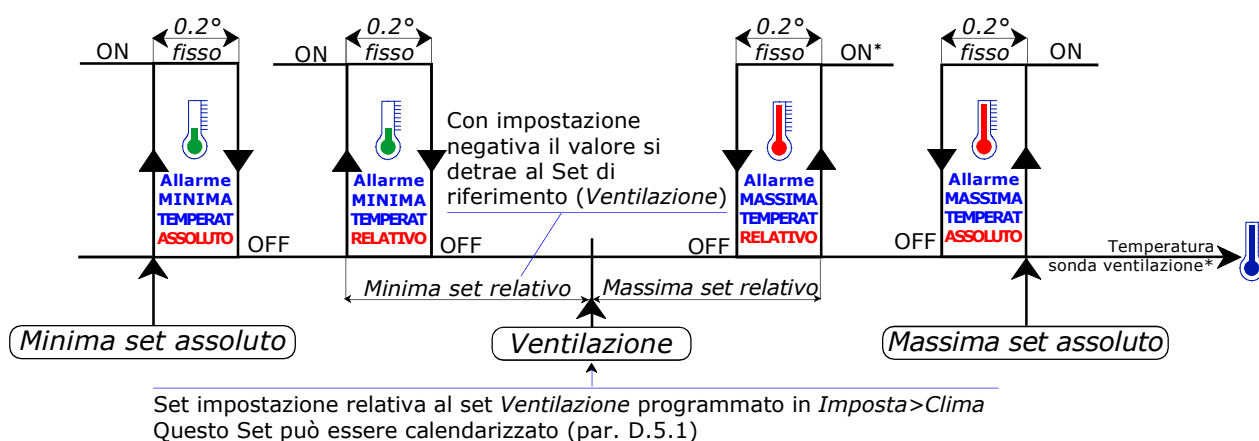 0.2°
fisso
ON
0.2°
fisso
ON
0.2°
fisso
ON*
0.2°
fisso
ON
Con impostazione
negativa il valore si
detrae al Set di
riferimento (Ventilazione)
Allarme
MINIMA
TEMPERAT
ASSOLUTO
OFF
Allarme
MINIMA
TEMPERAT
RELATIVO
OFF
Allarme
MASSIMA
TEMPERAT
RELATIVO
OFF
Allarme
MASSIMA
TEMPERAT
ASSOLUTO
OFF
Temperatura
sonda ventilazione*
Minima set relativo
Massima set relativo
Minima set assoluto
Ventilazione
Massima set assoluto
Set impostazione relativa al set Ventilazione programmato in Imposta>Clima
Questo Set può essere calendarizzato (par. D.5.1)